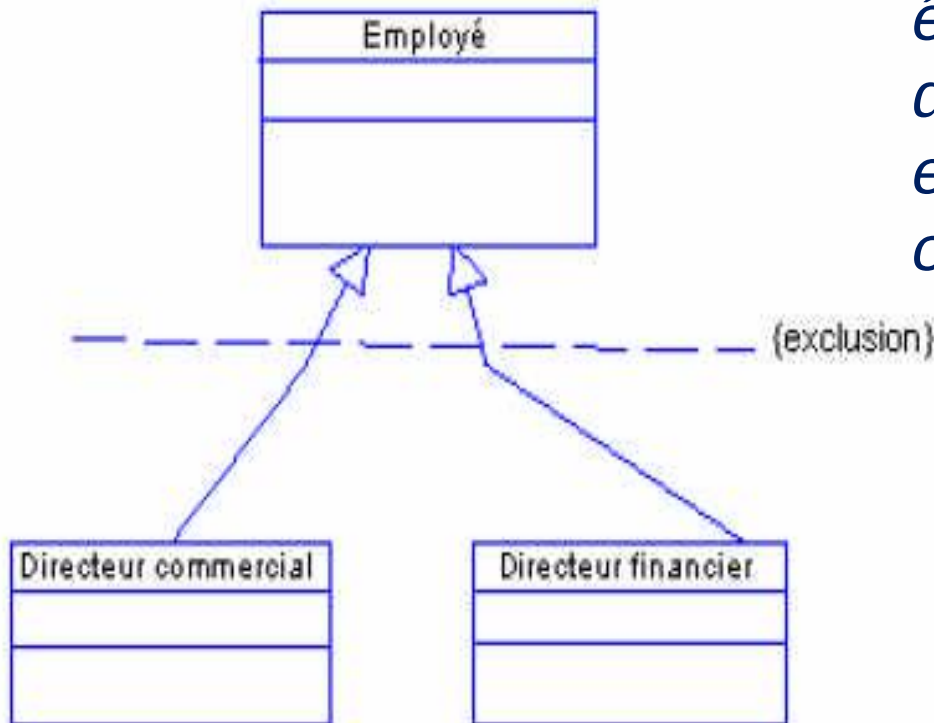 Employé
{exclusion}
Directeur commercial
Directeur financier